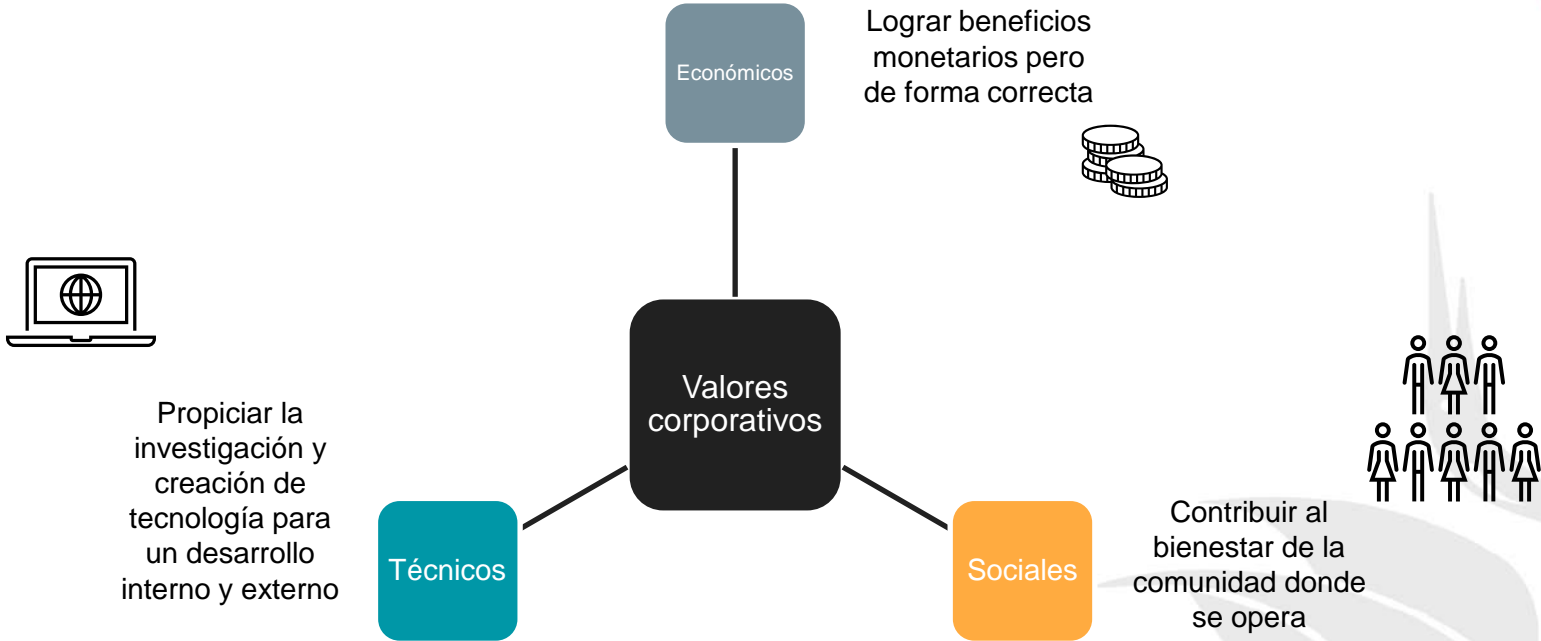 Económicos
Lograr beneficios
monetarios pero
de forma correcta
Valores
corporativos
Propiciar la
investigación y
creación de
tecnología para
un desarrollo
interno y externo
Técnicos
Sociales
Contribuir al
bienestar de la
comunidad donde
se opera